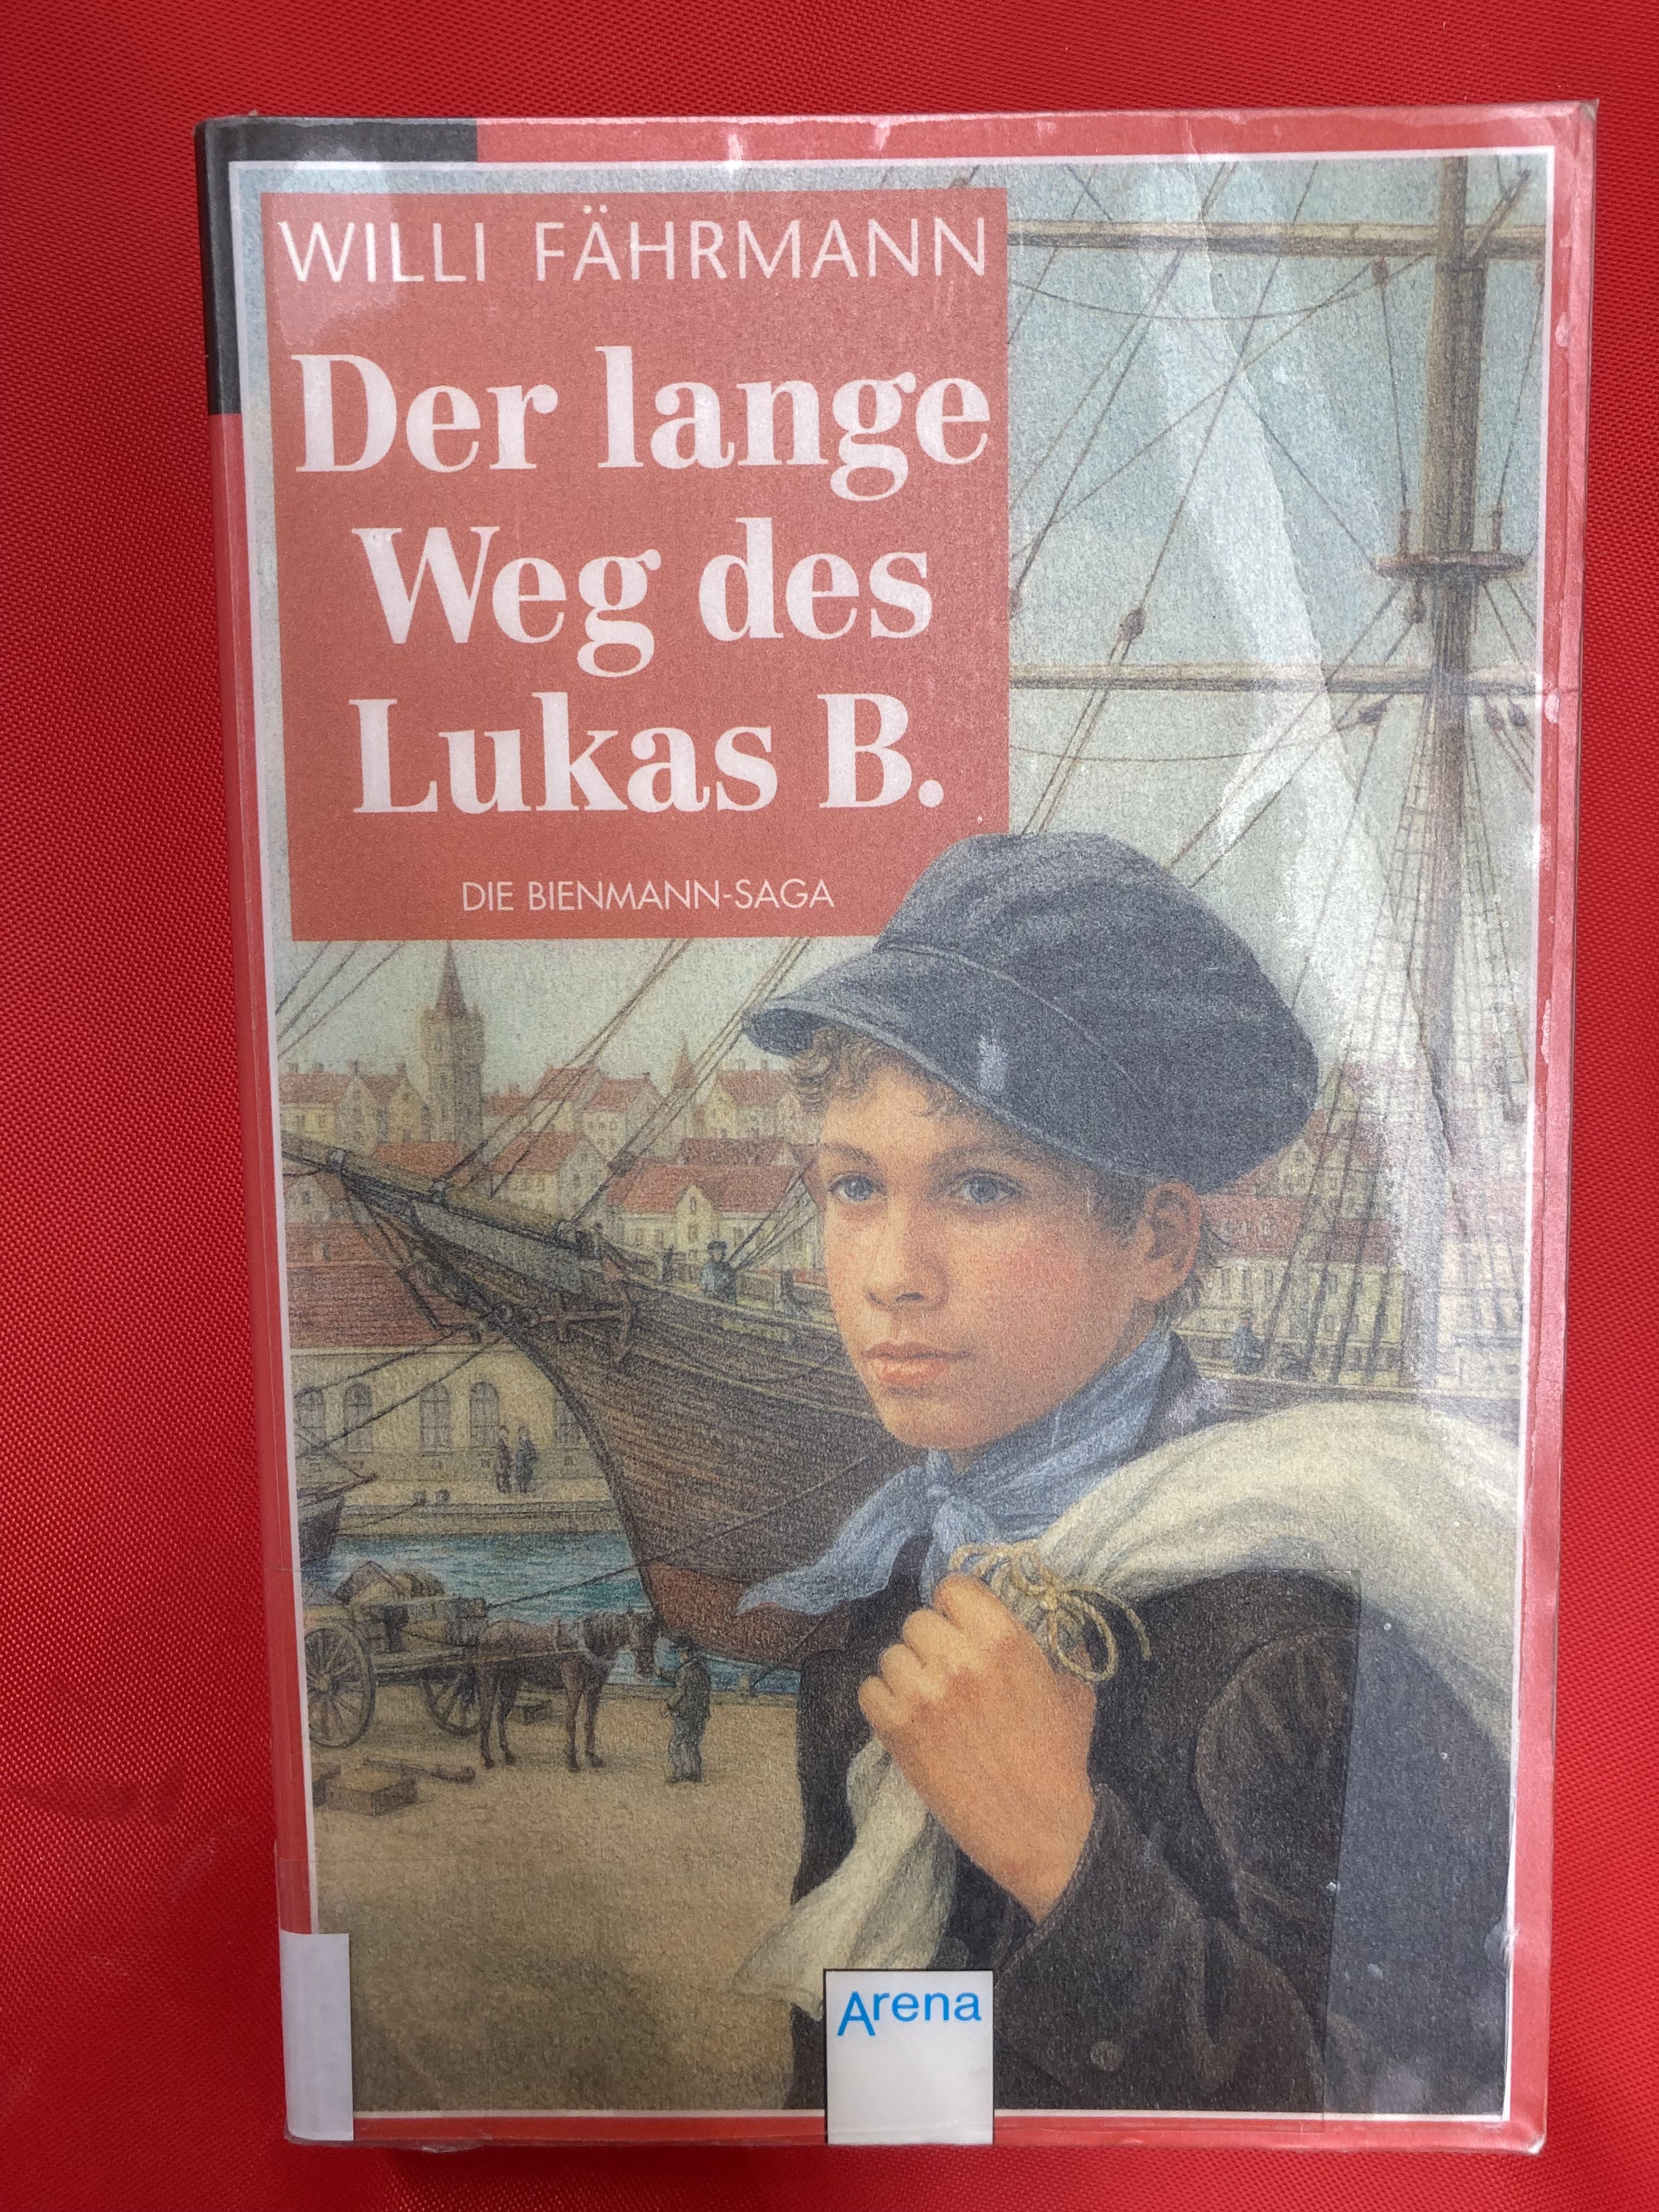 WILLI FÄHRMANN
Der lange
Weg des
Lukas B.
DIE BIENMANN-SAGA
Arena